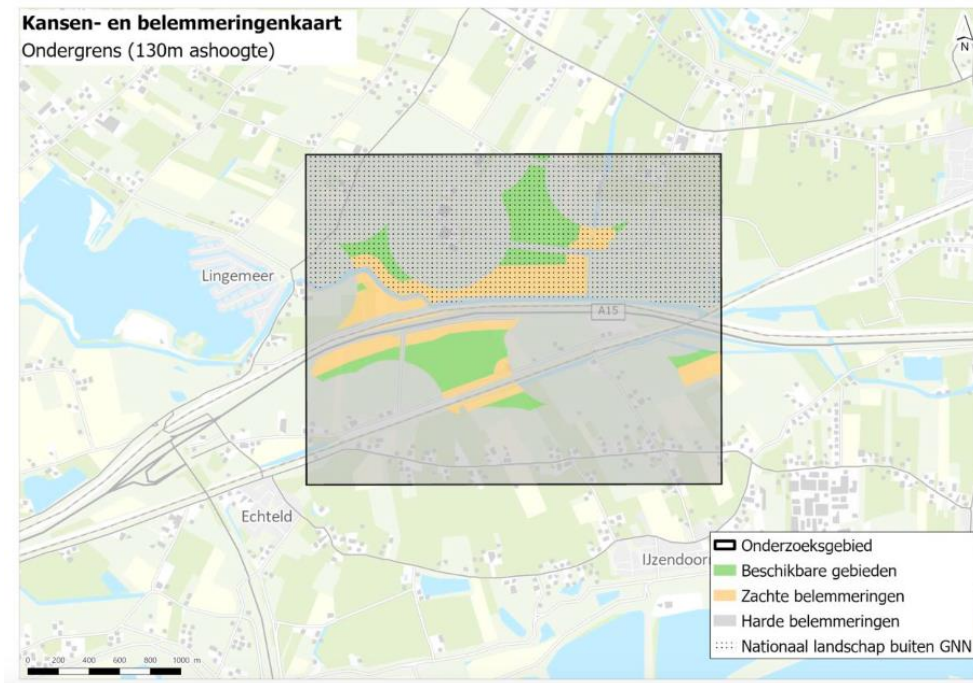 Kansen- en belemmeringenkaart
Ondergrens (130m ashoogte)
N
Lingemeer
A15
Echteld
IJzendoorn
Onderzoeksgebied
Beschikbare gebieden
Zachte belemmeringen
Harde belemmeringen
Nationaal landschap buiten GNN
0 200 400 600 800 1000 m